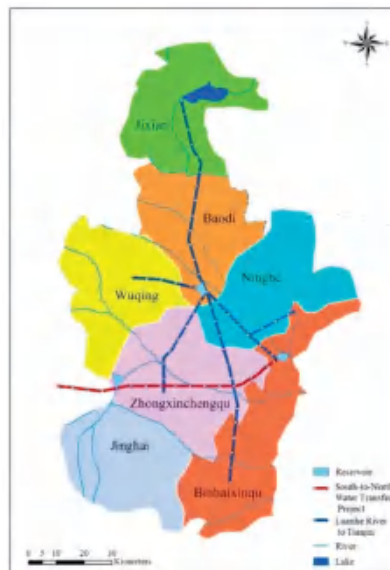 Jixian
Baodi
Ninghe
Wuqing
Zhongxinchengqu
Jinghai
Binhaixinqu
Reservoir
South-to-North
Water Transfer
Project
Luanhe River
to Tianjin
River
Lake
0 5 10 20 30
Kilometers